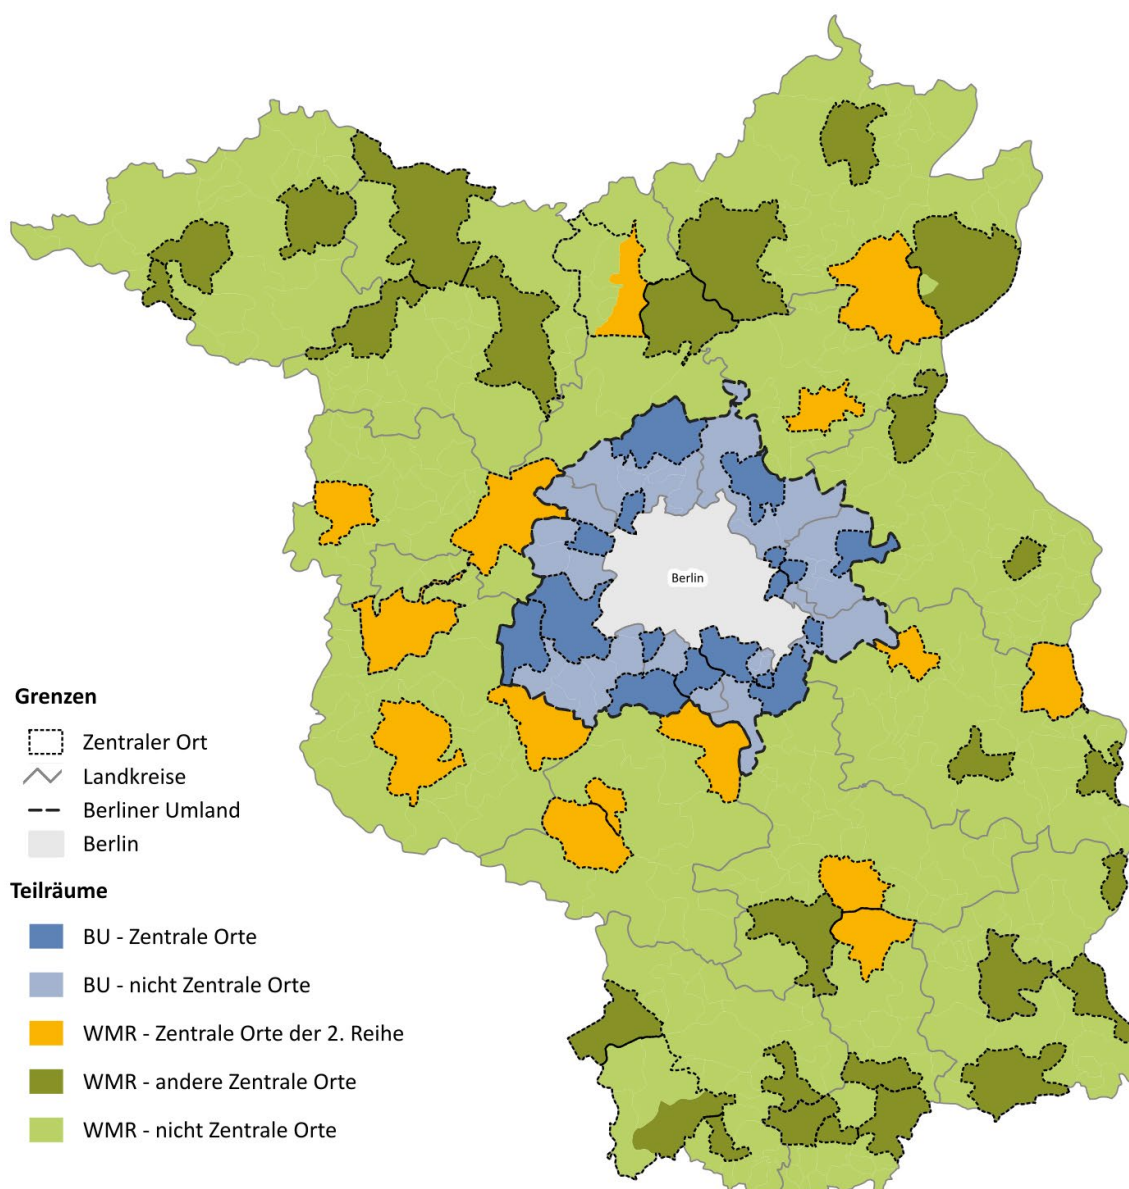 Berlin
Grenzen
Zentraler Ort
Landkreise
Berliner Umland
Berlin
Teilräume
BU - Zentrale Orte
BU - nicht Zentrale Orte
WMR - Zentrale Orte der 2. Reihe
WMR - andere Zentrale Orte
WMR - nicht Zentrale Orte